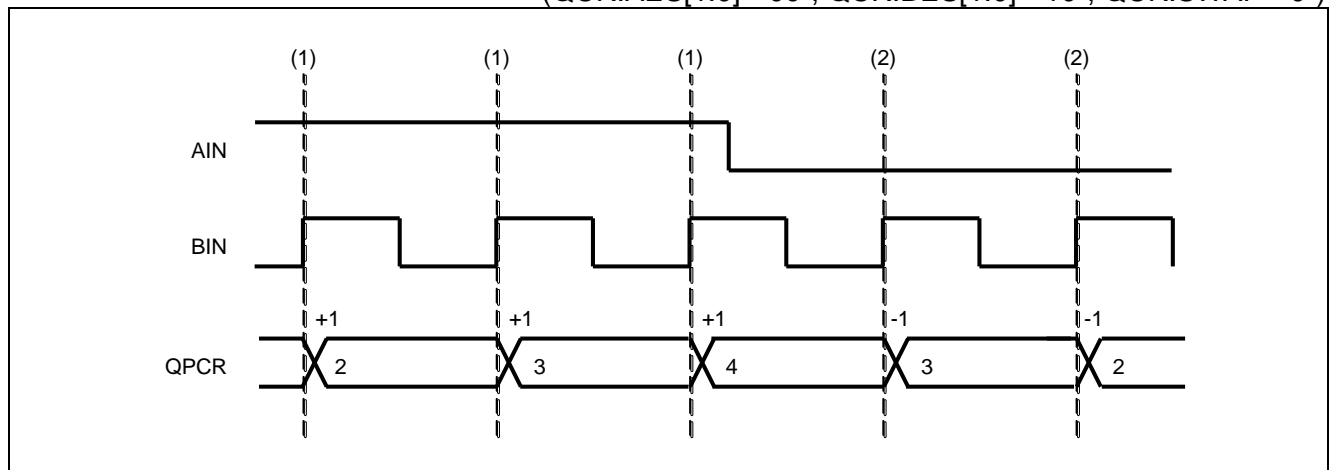 (1) (1) (1) (2) (2)
AIN
BIN
+1 +1 +1 -1 -1
QPCR 2 3 4 3 2